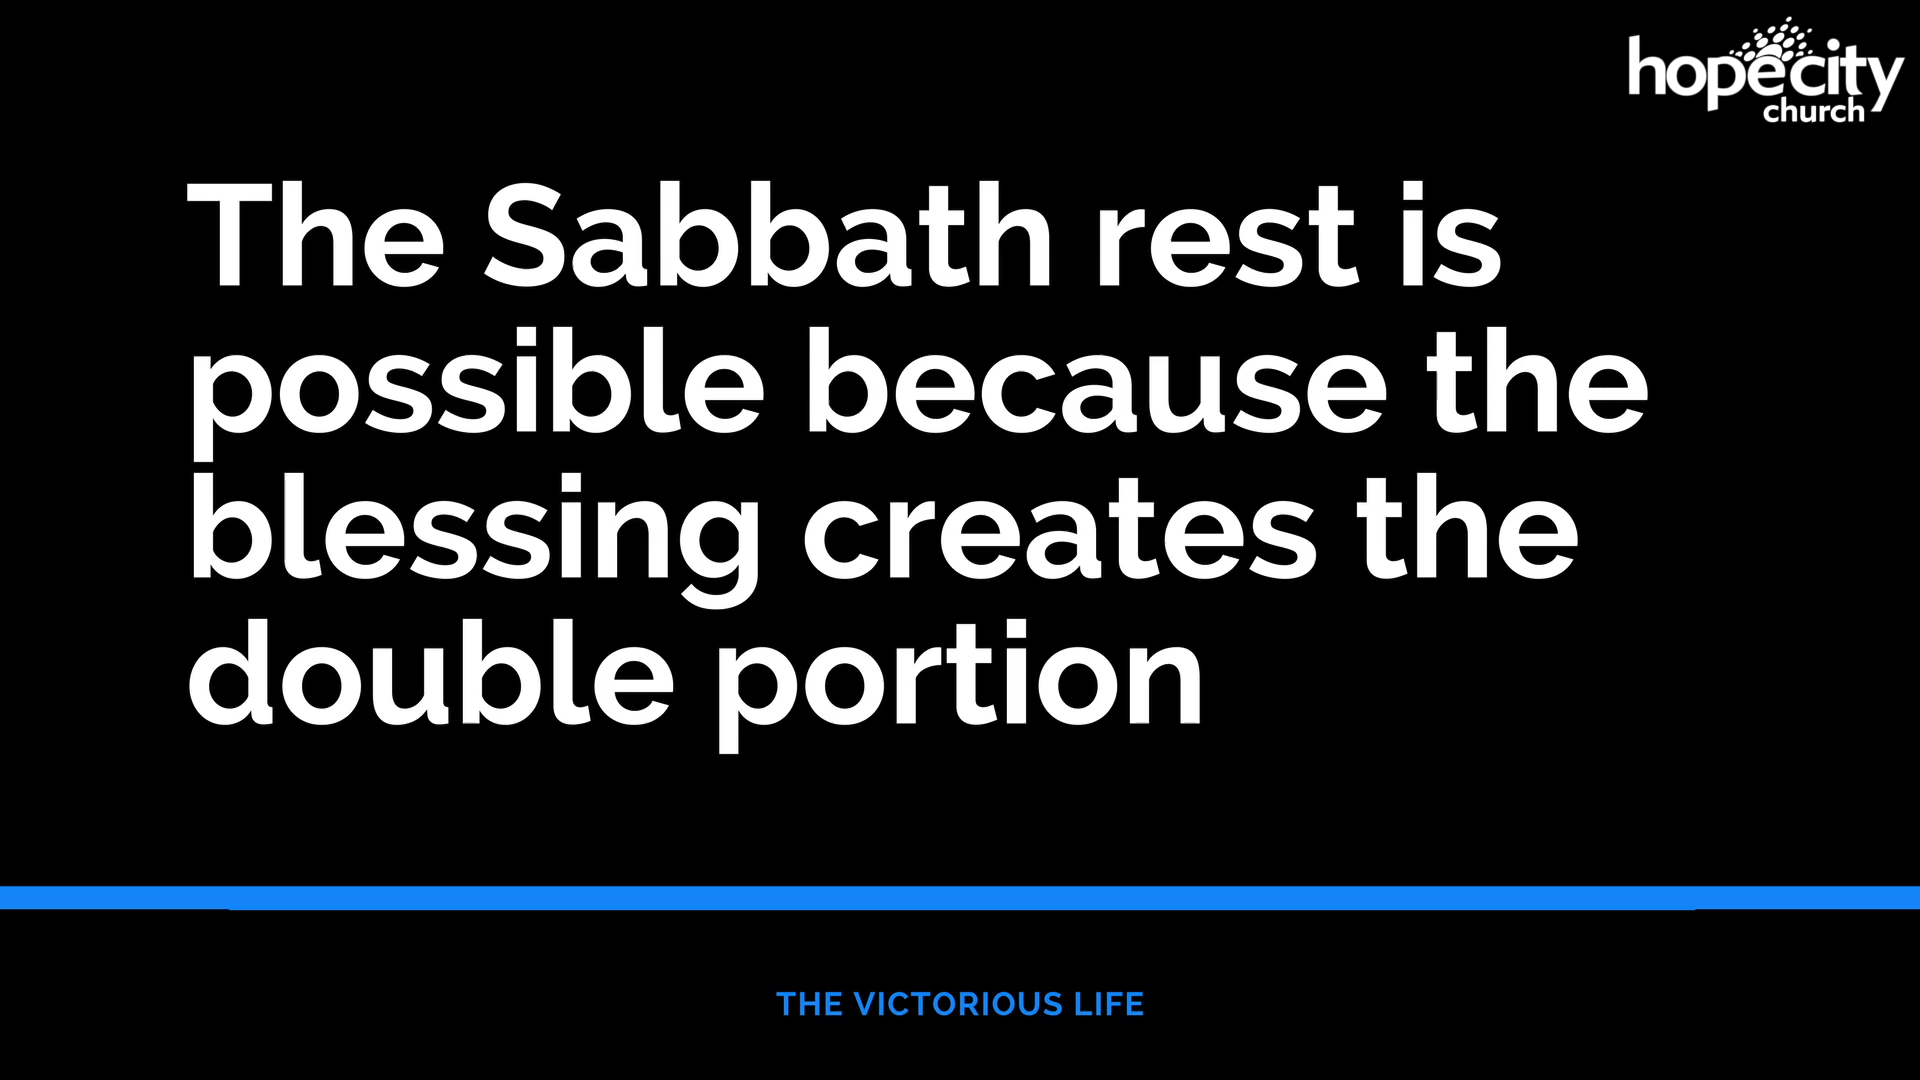 hopecity
church
The Sabbath rest is
possible because the
blessing creates the
double portion
THE VICTORIOUS LIFE